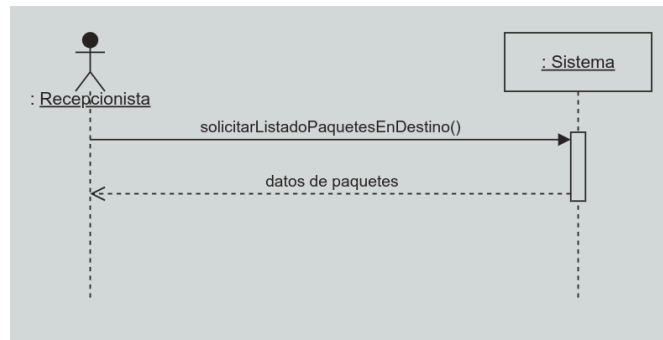 : Sistema
: Recepcionista
solicitarListadoPaquetesEnDestino()
datos de paquetes